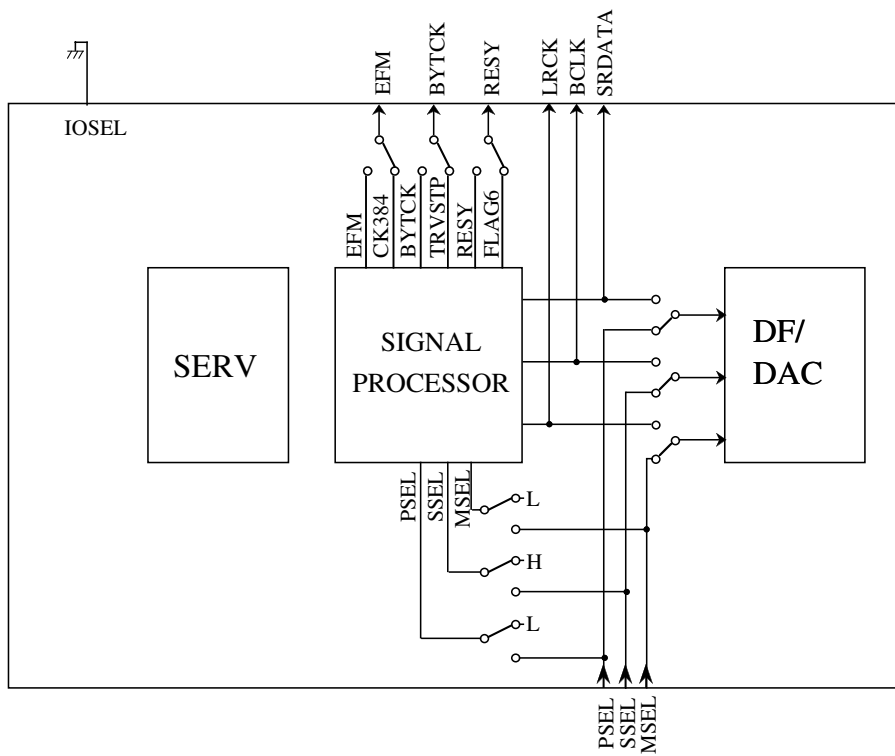 EFM
BYTCK
RESY
LRCK
BCLK
SRDATA
IOSEL
EFM
CK384
BYTCK
TRVSTP
RESY
FLAG6
SERV
SIGNAL
PROCESSOR
DF/
DAC
PSEL
SSEL
MSEL
L
H
L
PSEL
SSEL
MSEL